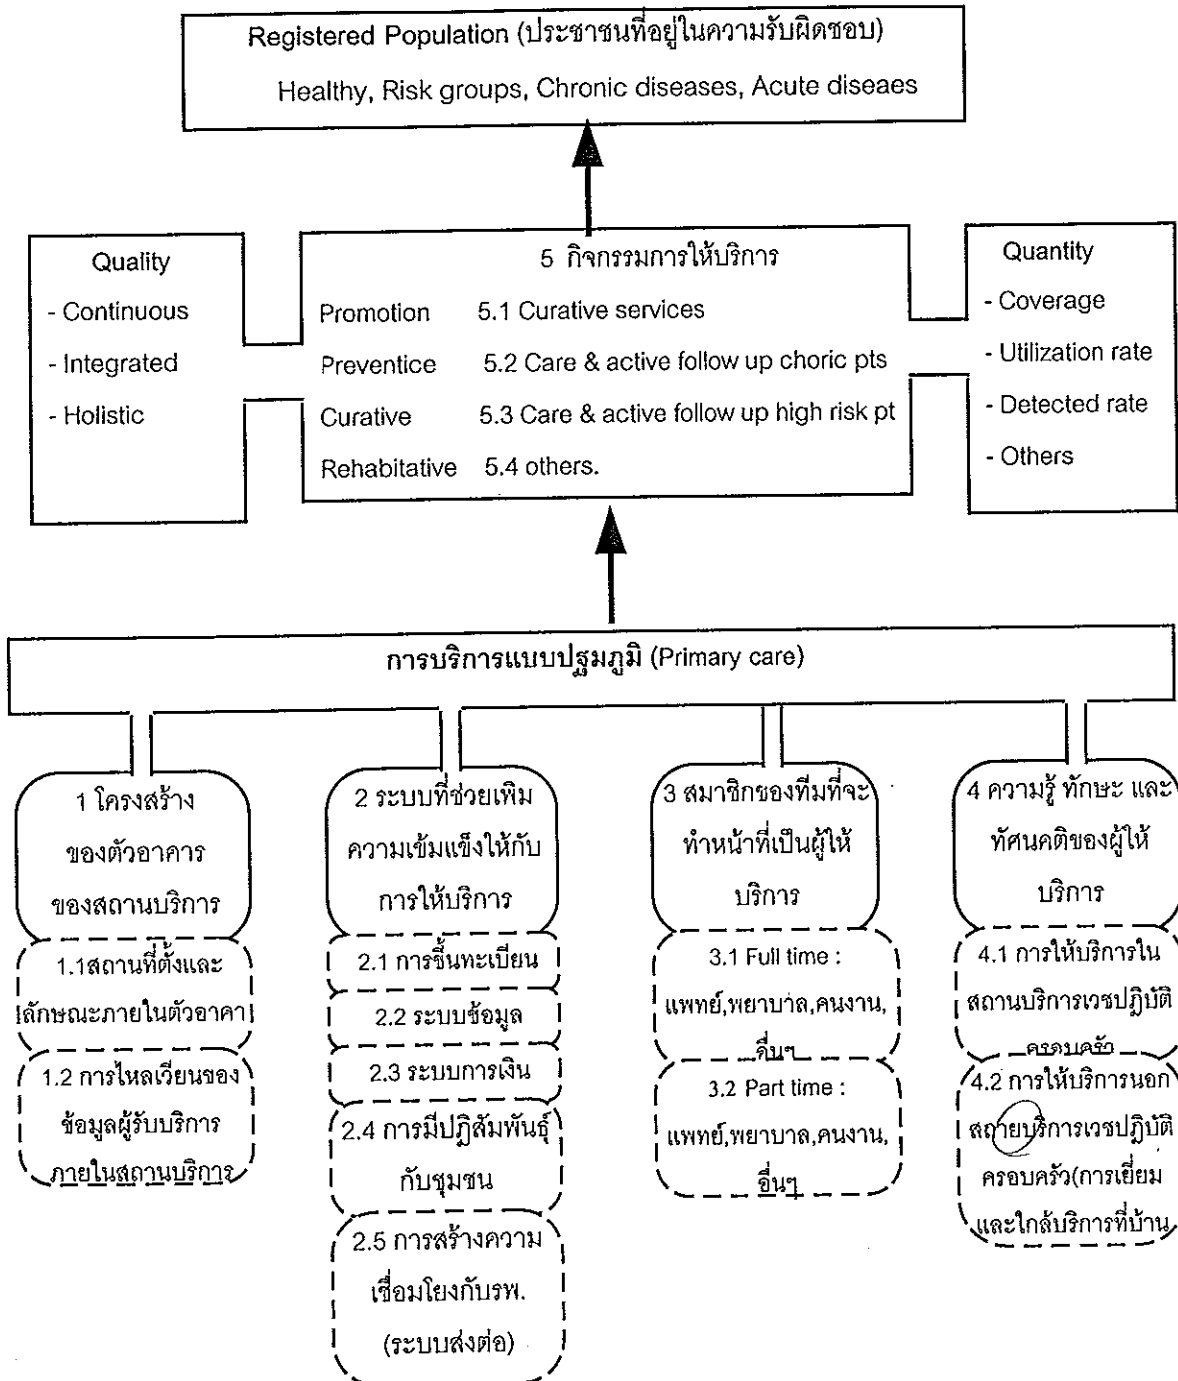 Registered Population (ประชาชนที่อยู่ในความรับผิดชอบ)
Healthy, Risk groups, Chronic diseases, Acute diseaes
Quality
- Continuous
- Integrated
- Holistic
5 กิจกรรมการให้บริการ
Promotion 5.1 Curative services
Preventice 5.2 Care & active follow up choric pts
Curative 5.3 Care & active follow up high risk pt
Rehabitative 5.4 others.
Quantity
- Coverage
- Utilization rate
- Detected rate
- Others
การบริการแบบปฐมภูมิ (Primary care)
1 โครงสร้าง
ของตัวอาคาร
ของสถานบริการ
1.1สถานที่ตั้งและ
ลักษณะภายในตัวอาคา
1.2 การไหลเวียนของ
ข้อมูลผู้รับบริการ
ภายในสถานบริการ
2 ระบบที่ช่วยเพิ่ม
ความเข้มแข็งให้กับ
การให้บริการ
2.1 การขึ้นทะเบียน
2.2 ระบบข้อมูล
2.3 ระบบการเงิน
2.4 การมีปฏิสัมพันธุ์
กับชุมชน
2.5 การสร้างความ
เชื่อมโยงกับรพ.
(ระบบส่งต่อ)
3 สมาชิกของทีมที่จะ
ทำหน้าที่เป็นผู้ให้
บริการ
3.1 Full time :
แพทย์,พยาบาล,คนงาน,
อื่นๆ
3.2 Part time :
แพทย์,พยาบาล,คนงาน,
อื่นๆ
4 ความรู้ ทักษะ และ
ทัศนคติของผู้ให้
บริการ
4.1 การให้บริการใน
สถานบริการเวชปฏิบัติ
ครอบครัว
4.2 การให้บริการนอก
สถายบริการเวชปฏิบัติ
ครอบครัว(การเยี่ยม
และใกล้บริการที่บ้าน